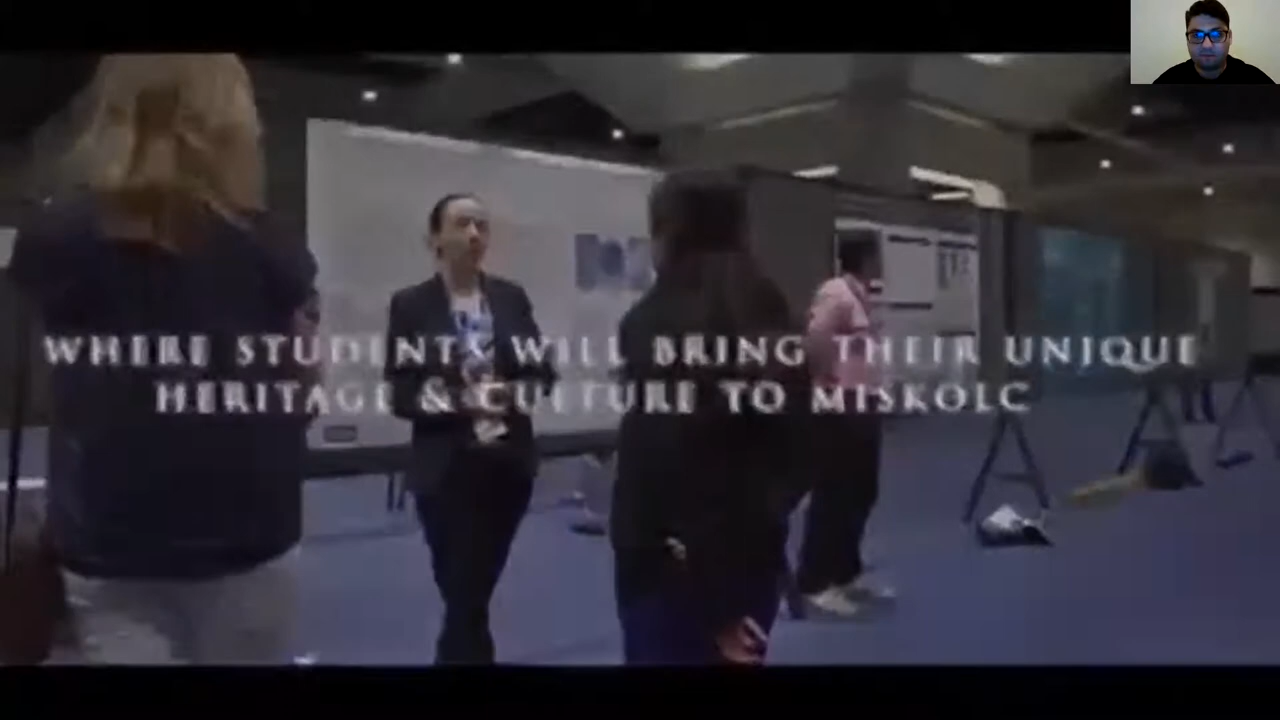 WHERE STUDENTS WILL BRING THEIR UNIQUE
HERITAGE & CULTURE TO MISKOLC